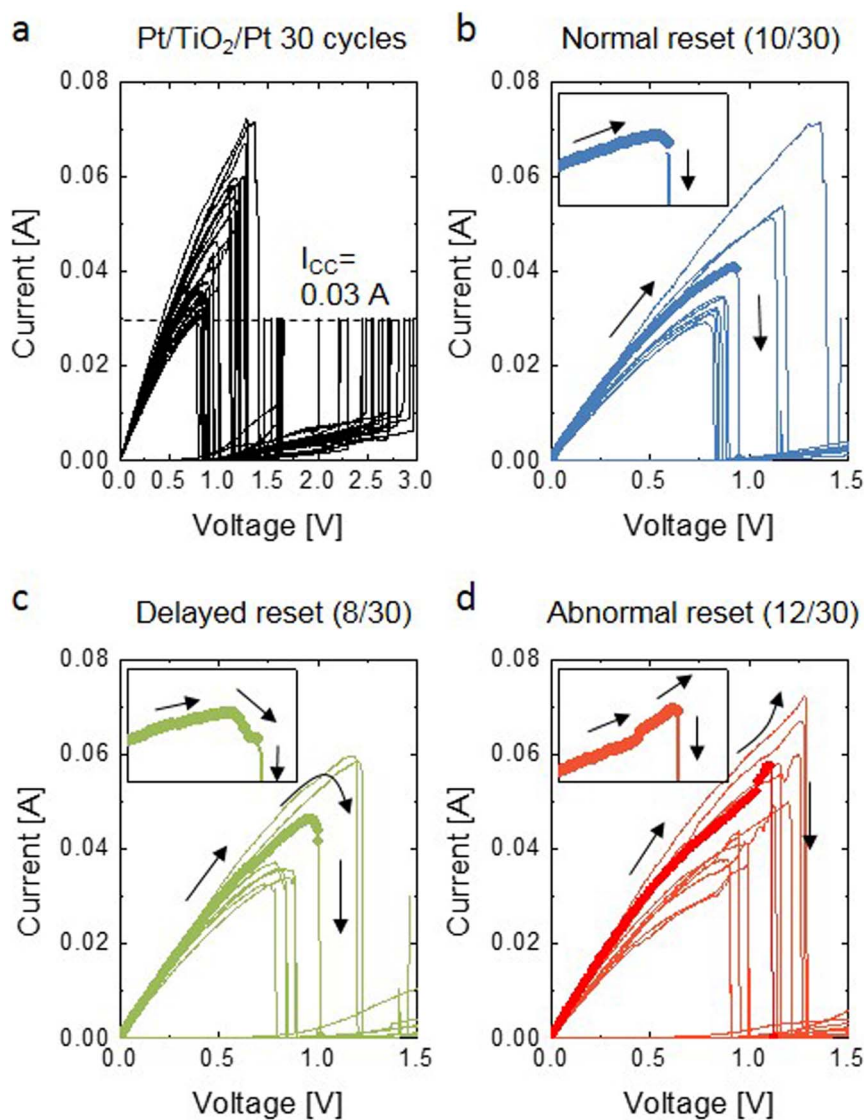 a
Pt/TiO₂/Pt 30 cycles
0.08
0.06
0.04
0.02
0.00
Current [A]
I_CC=
0.03 A
0.0 0.5 1.0 1.5 2.0 2.5 3.0
Voltage [V]
b
Normal reset (10/30)
0.08
0.06
0.04
0.02
0.00
Current [A]
0.0 0.5 1.0 1.5
Voltage [V]
c
Delayed reset (8/30)
0.08
0.06
0.04
0.02
0.00
Current [A]
0.0 0.5 1.0 1.5
Voltage [V]
d
Abnormal reset (12/30)
0.08
0.06
0.04
0.02
0.00
Current [A]
0.0 0.5 1.0 1.5
Voltage [V]